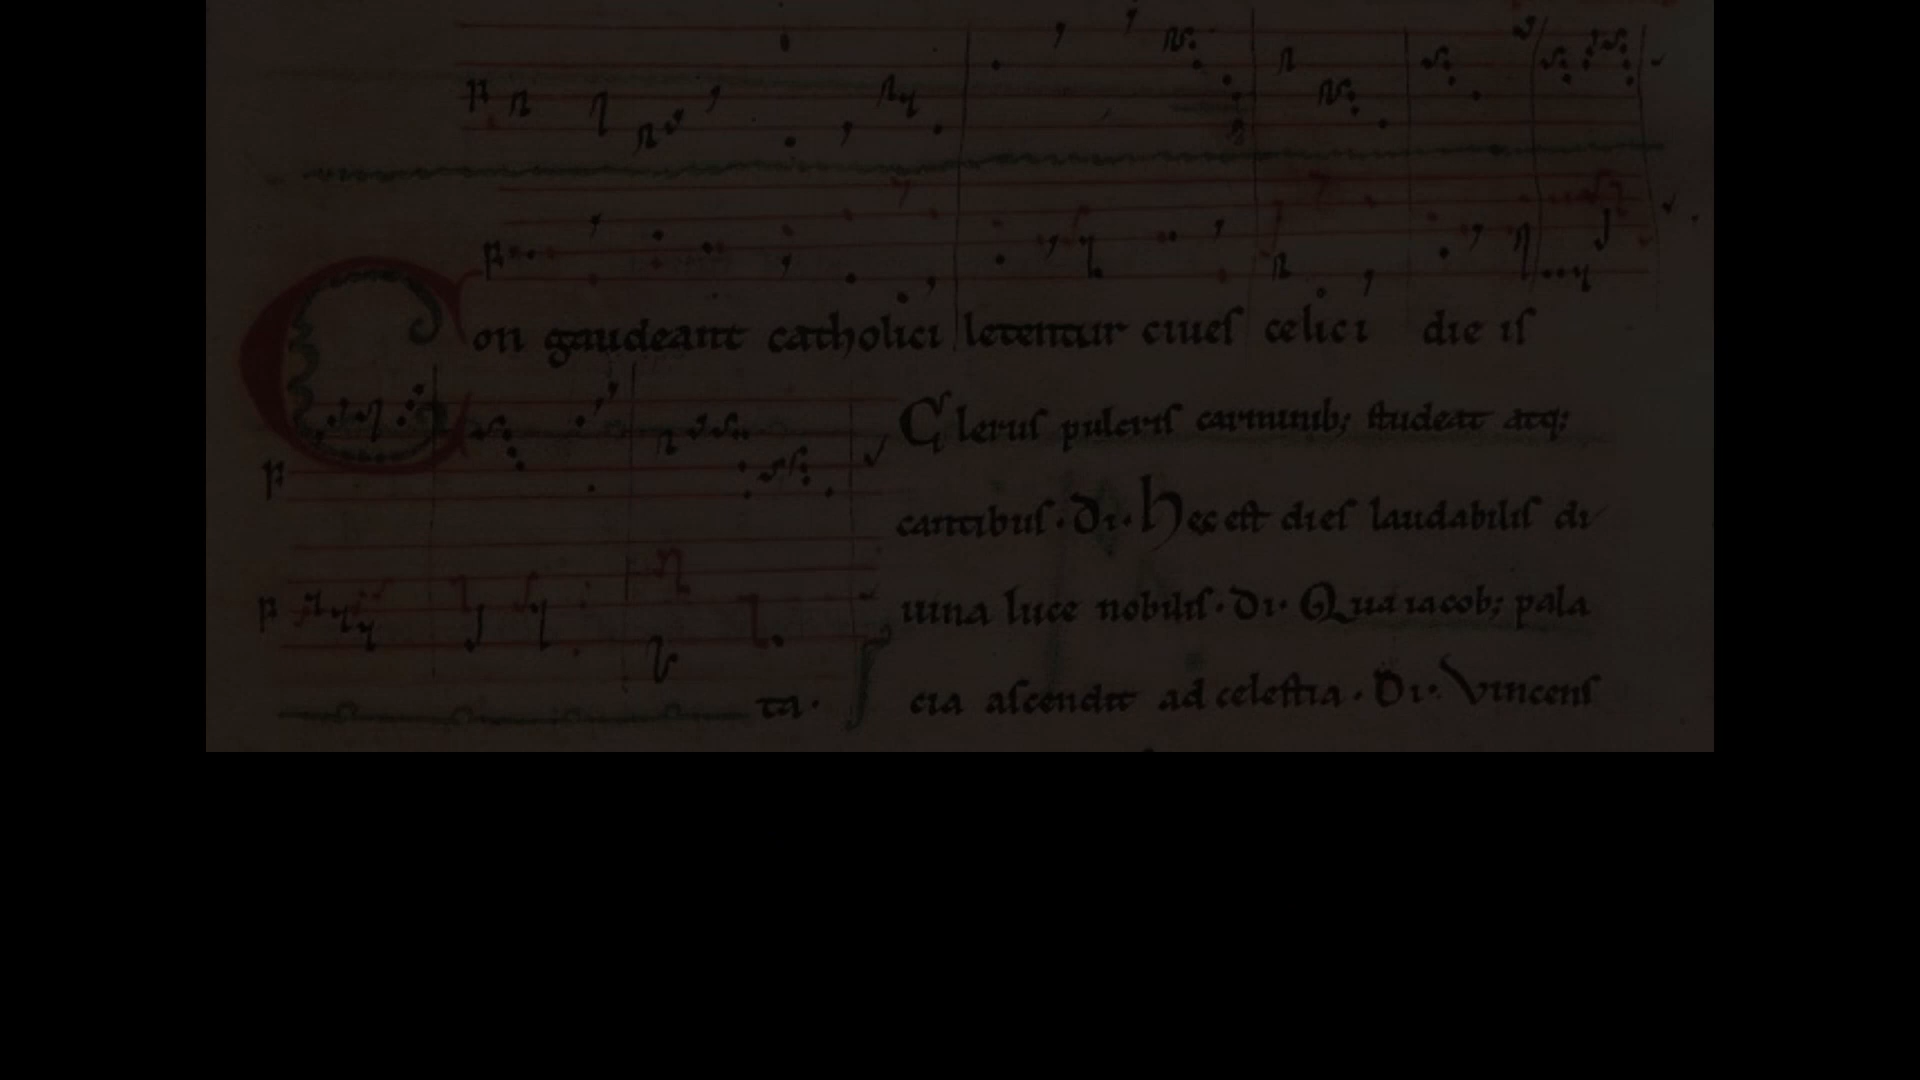 Con gaudeant catholici letentur ciueſ celici die iſ
ta·
Cleruſ pulcriſ carminib; ſtudeat atq;
cantibuſ· Di· Hec eſt dieſ laudabiliſ di
uina luce nobiliſ· Di· Qua iacob; pala
cia aſcendit ad celeſtia· Di· Vincenſ